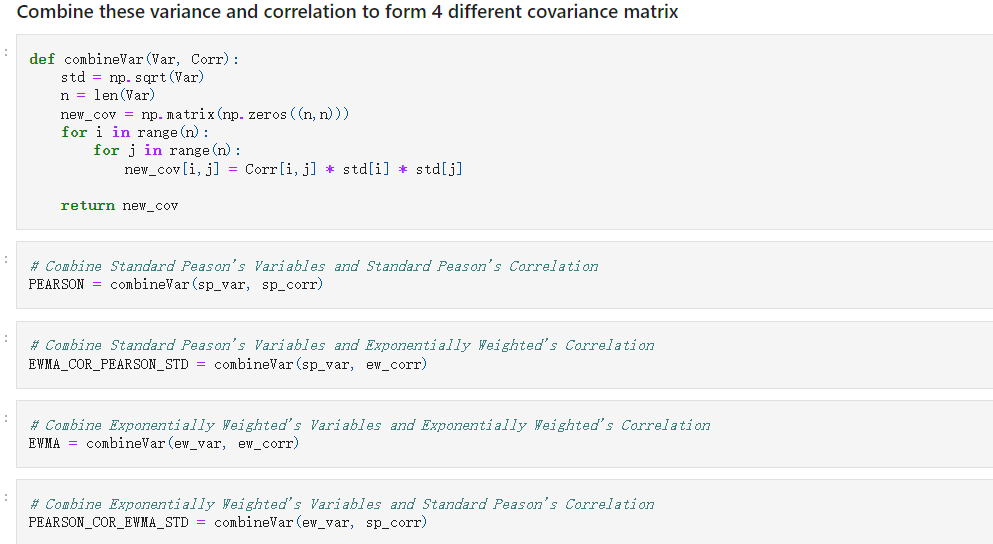 Combine these variance and correlation to form 4 different covariance matrix
:
def combineVar(Var, Corr):
    std = np.sqrt(Var)
    n = len(Var)
    new_cov = np.matrix(np.zeros((n,n)))
    for i in range(n):
        for j in range(n):
            new_cov[i,j] = Corr[i,j] * std[i] * std[j]
    return new_cov
:
# Combine Standard Peason's Variables and Standard Peason's Correlation
PEARSON = combineVar(sp_var, sp_corr)
:
# Combine Standard Peason's Variables and Exponentially Weighted's Correlation
EWMA_COR_PEARSON_STD = combineVar(sp_var, ew_corr)
:
# Combine Exponentially Weighted's Variables and Exponentially Weighted's Correlation
EWMA = combineVar(ew_var, ew_corr)
:
# Combine Exponentially Weighted's Variables and Standard Peason's Correlation
PEARSON_COR_EWMA_STD = combineVar(ew_var, sp_corr)